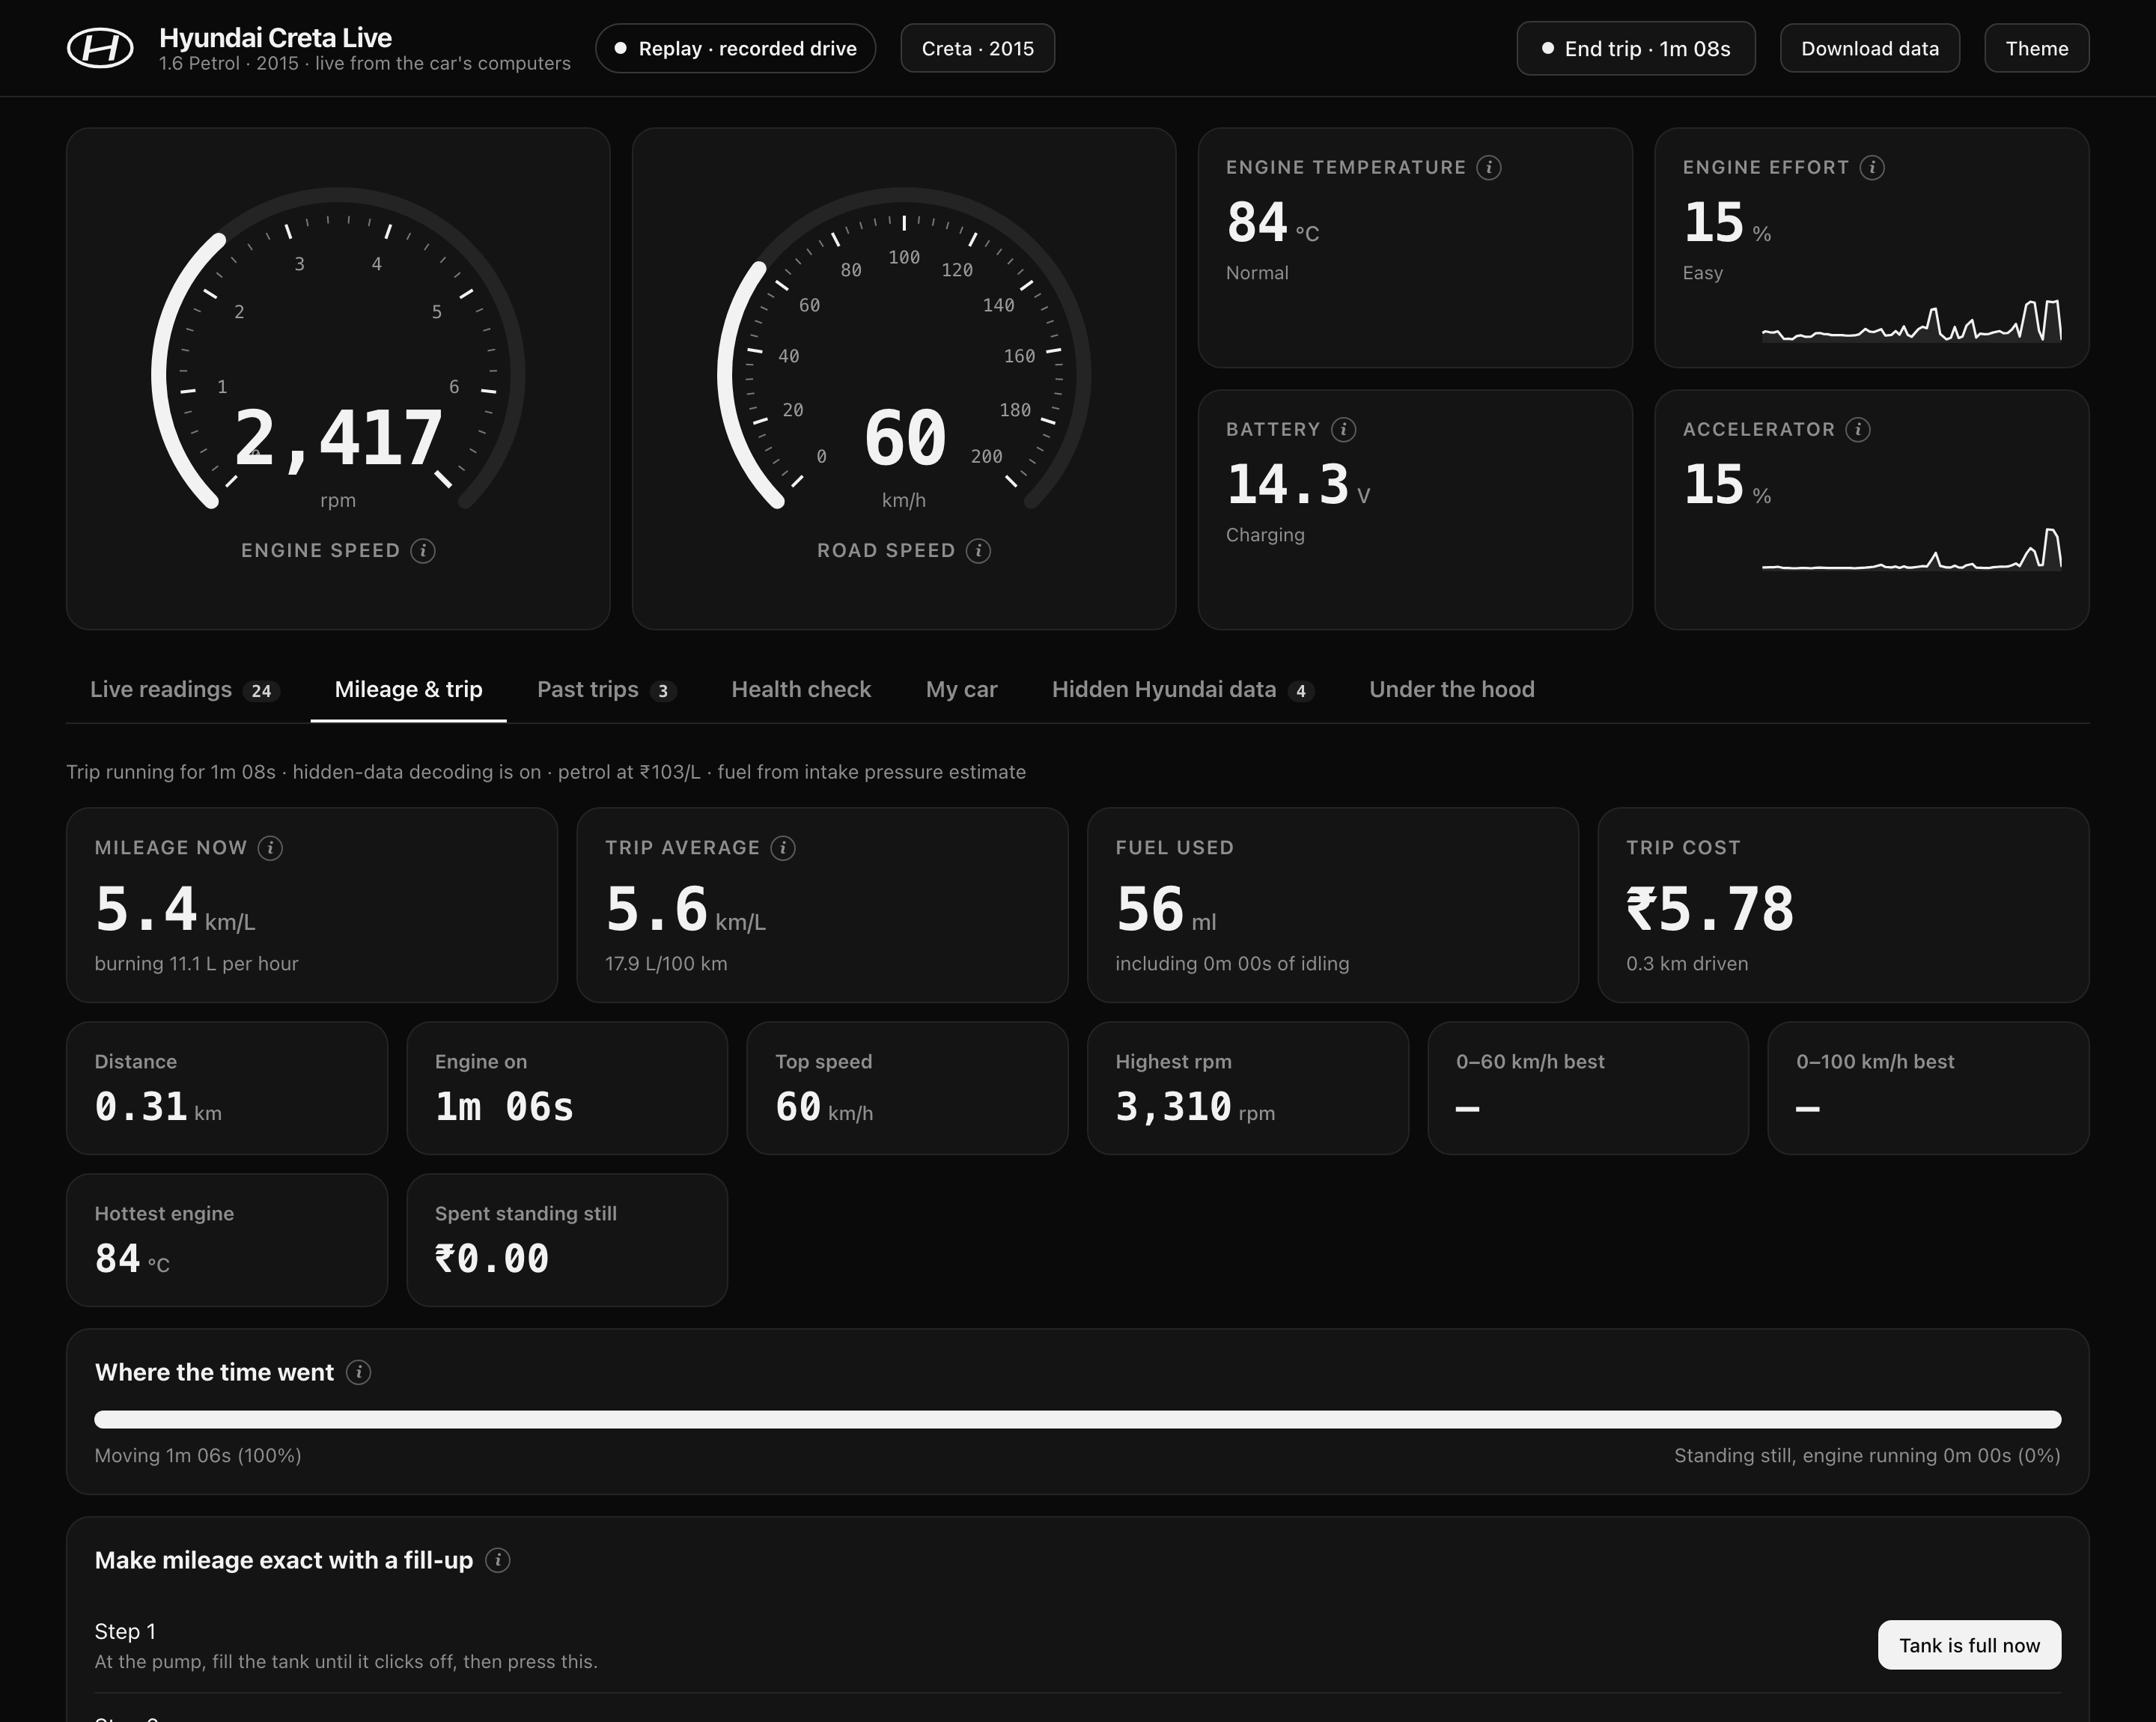 Hyundai Creta Live
1.6 Petrol · 2015 · live from the car's computers
Replay · recorded drive
Creta · 2015
End trip · 1m 08s
Download data
Theme
1
2
3
4
5
6
2,417
rpm
ENGINE SPEED i
0
20
40
60
80
100
120
140
160
180
200
60
km/h
ROAD SPEED i
ENGINE TEMPERATURE i
84 °C
Normal
ENGINE EFFORT i
15 %
Easy
BATTERY i
14.3 V
Charging
ACCELERATOR i
15 %
Live readings 24
Mileage & trip
Past trips 3
Health check
My car
Hidden Hyundai data 4
Under the hood
Trip running for 1m 08s · hidden-data decoding is on · petrol at ₹103/L · fuel from intake pressure estimate
MILEAGE NOW i
5.4 km/L
burning 11.1 L per hour
TRIP AVERAGE i
5.6 km/L
17.9 L/100 km
FUEL USED
56 ml
including 0m 00s of idling
TRIP COST
₹5.78
0.3 km driven
Distance
0.31 km
Engine on
1m 06s
Top speed
60 km/h
Highest rpm
3,310 rpm
0–60 km/h best
–
0–100 km/h best
–
Hottest engine
84 °C
Spent standing still
₹0.00
Where the time went i
Moving 1m 06s (100%)
Standing still, engine running 0m 00s (0%)
Make mileage exact with a fill-up i
Step 1
At the pump, fill the tank until it clicks off, then press this.
Tank is full now